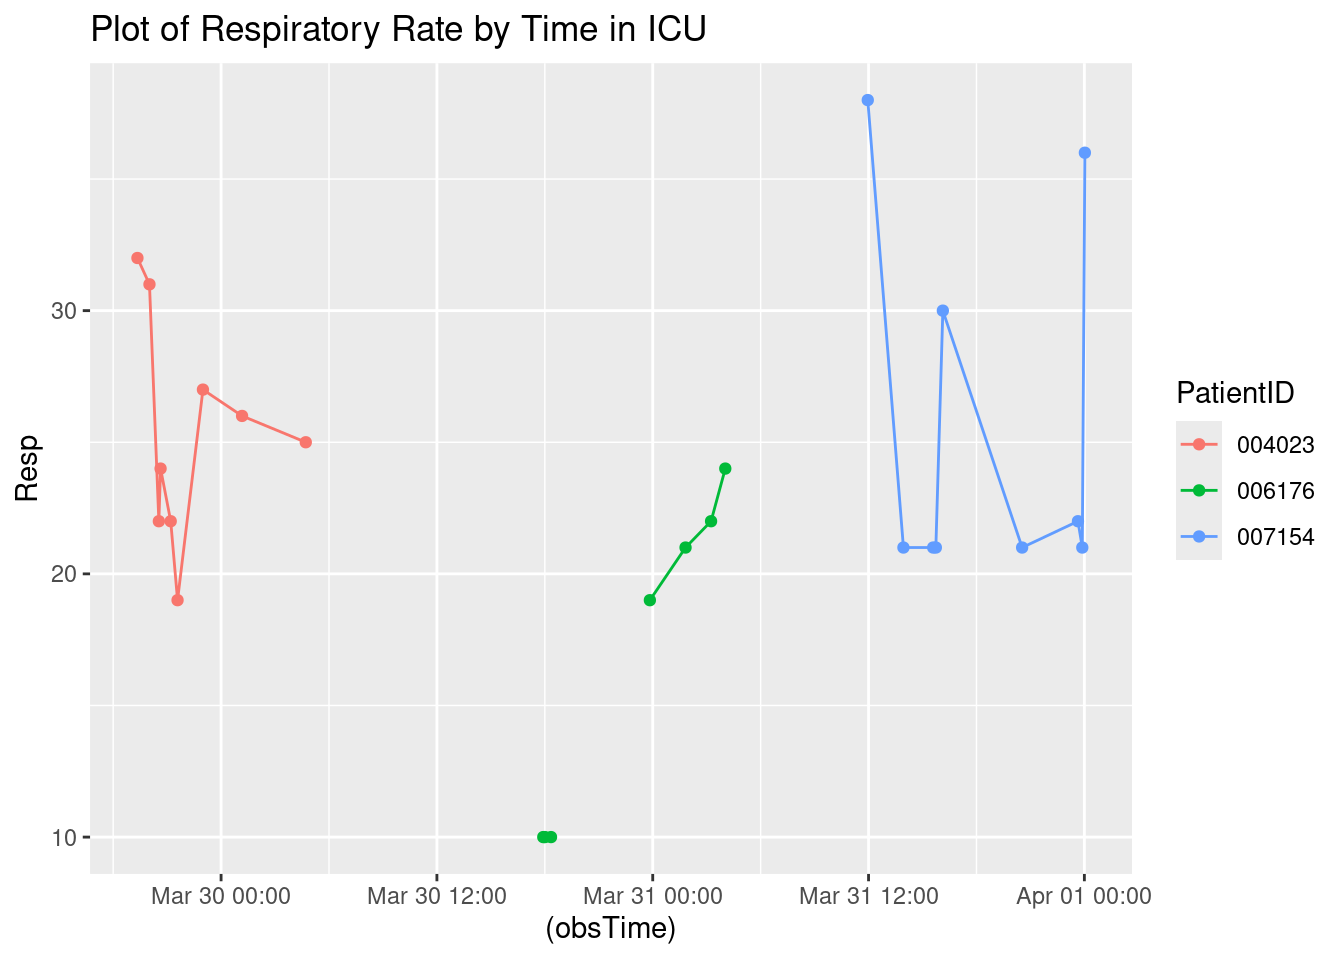 Plot of Respiratory Rate by Time in ICU
Resp
30
20
10
Mar 30 00:00
Mar 30 12:00
Mar 31 00:00
Mar 31 12:00
Apr 01 00:00
(obsTime)
PatientID
004023
006176
007154